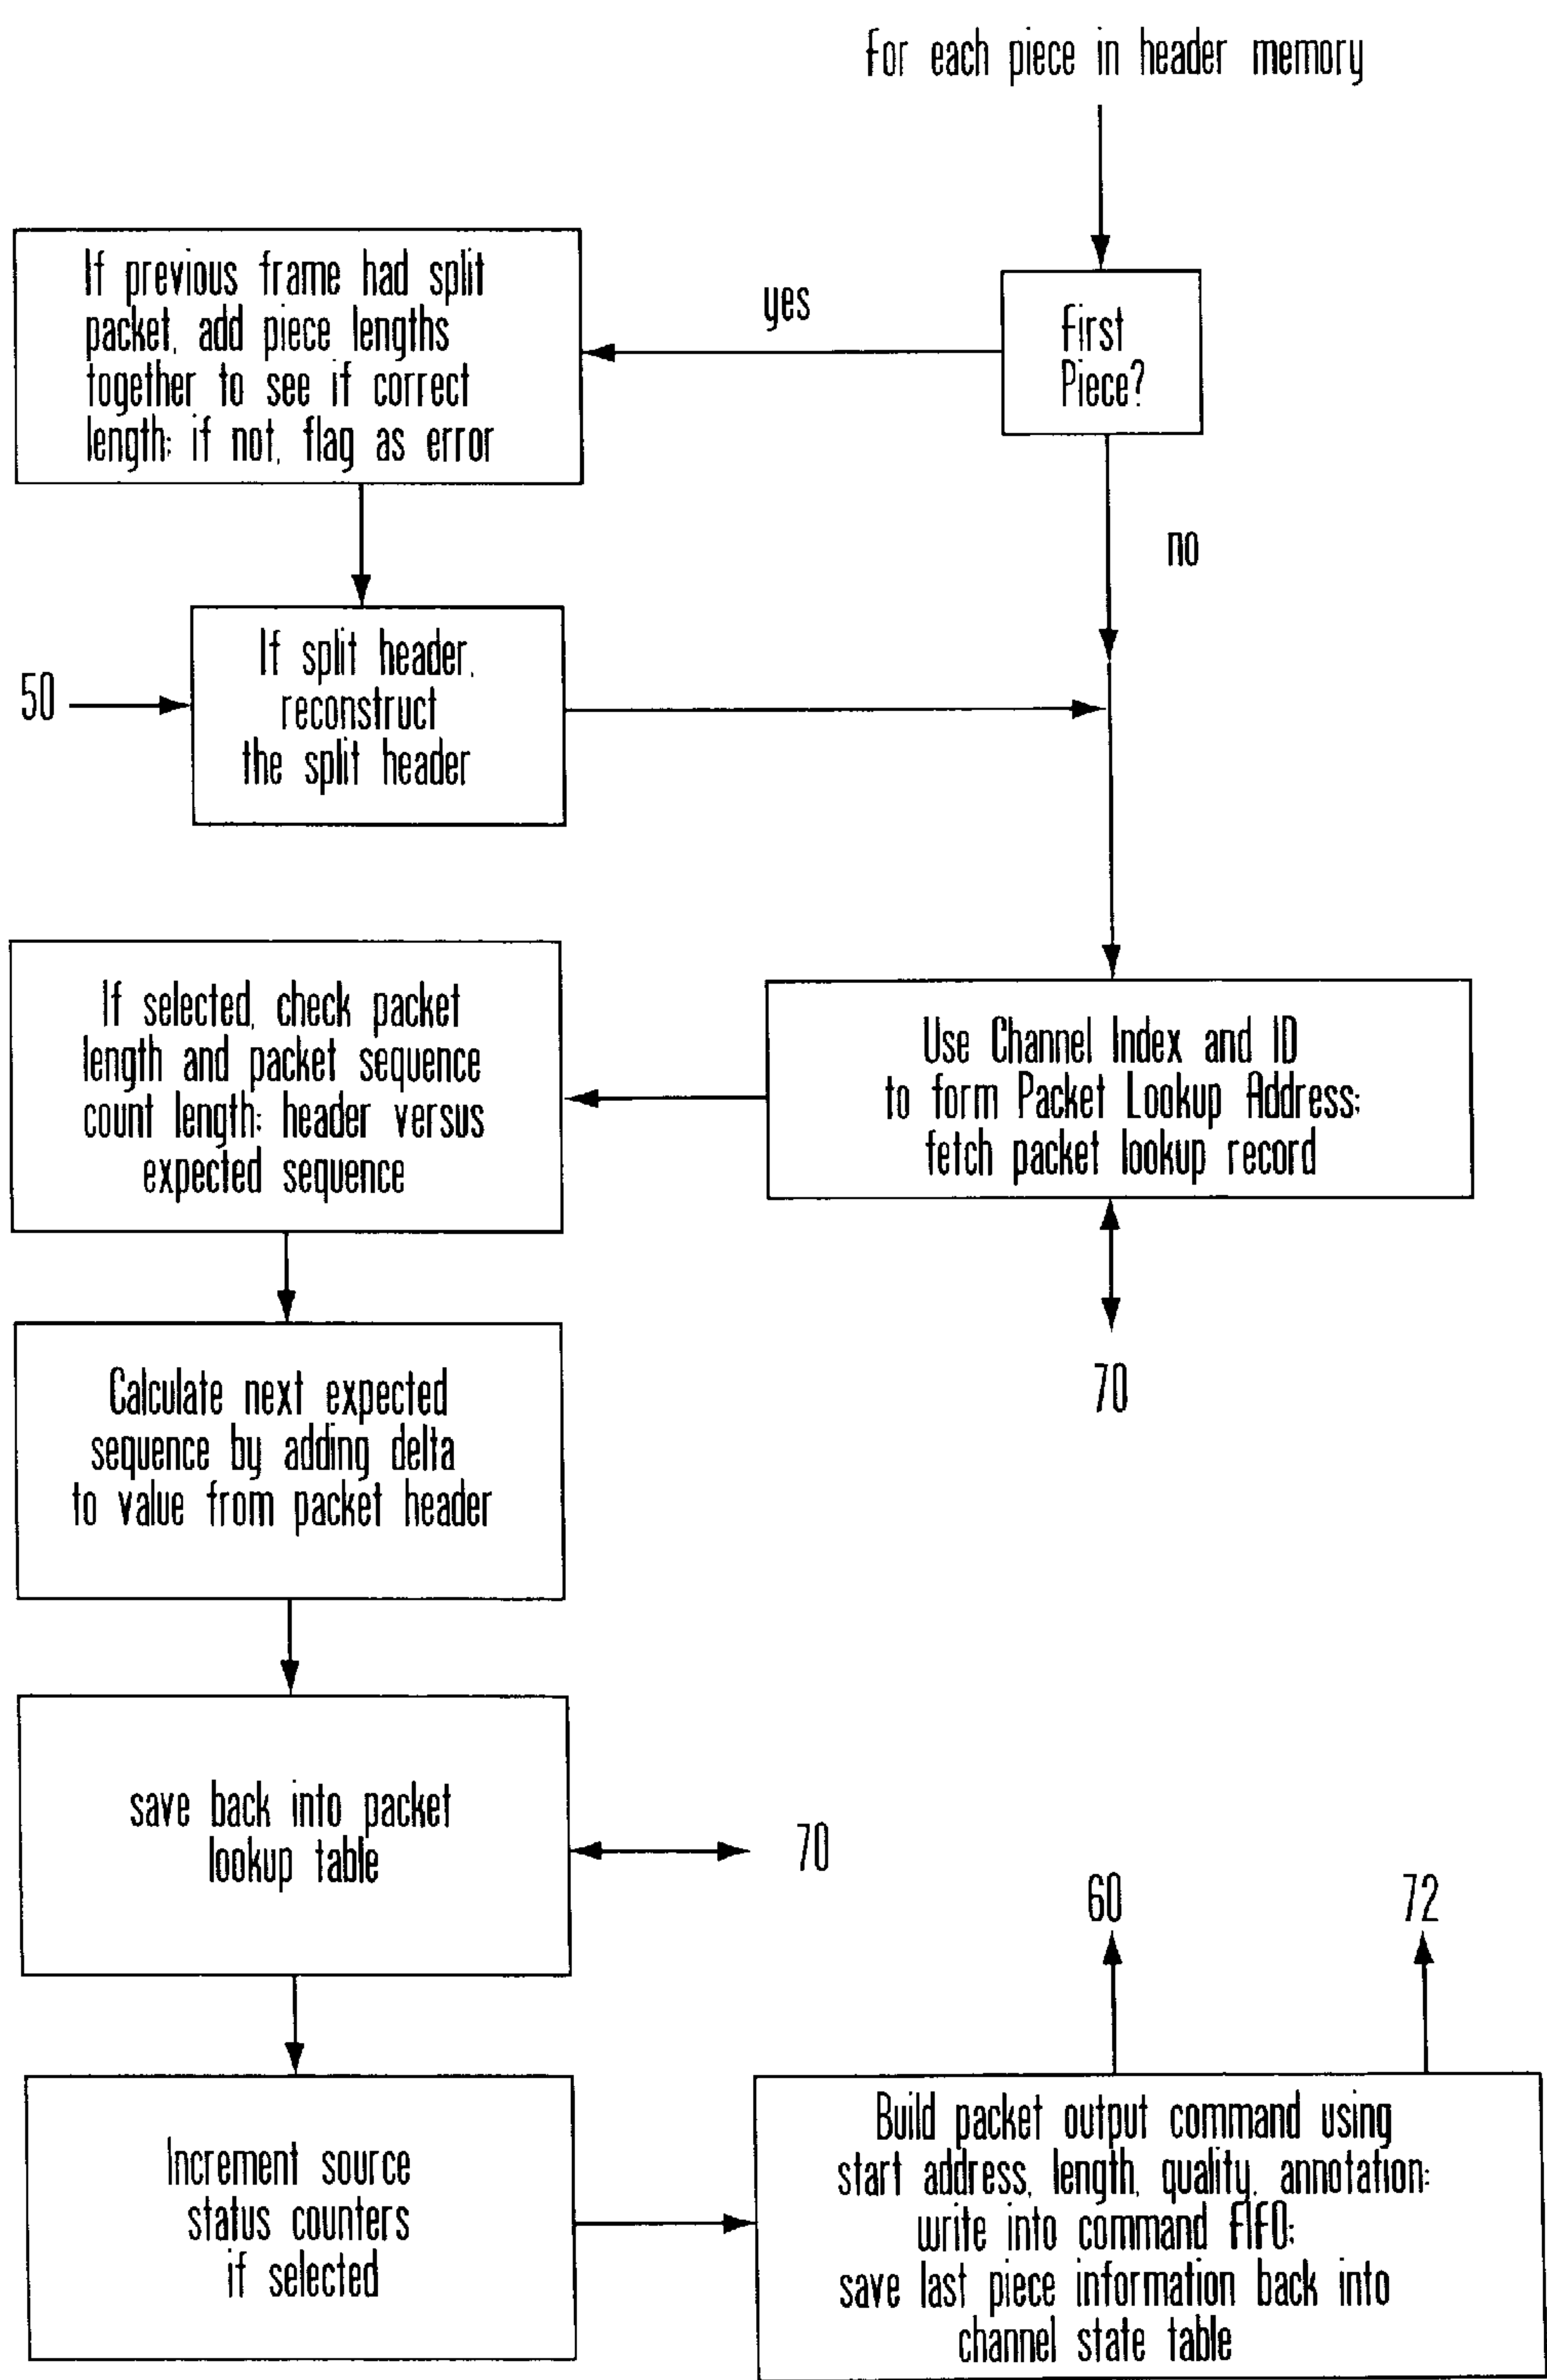 for each piece in header memory
If previous frame had split
packet, add piece lengths
together to see if correct
length; if not, flag as error
yes
First
Piece?
no
50
If split header,
reconstruct
the split header
If selected, check packet
length and packet sequence
count length; header versus
expected sequence
Use Channel Index and ID
to form Packet Lookup Address;
fetch packet lookup record
70
Calculate next expected
sequence by adding delta
to value from packet header
save back into packet
lookup table
70
60
72
Increment source
status counters
if selected
Build packet output command using
start address, length, quality, annotation;
write into command FIFO;
save last piece information back into
channel state table